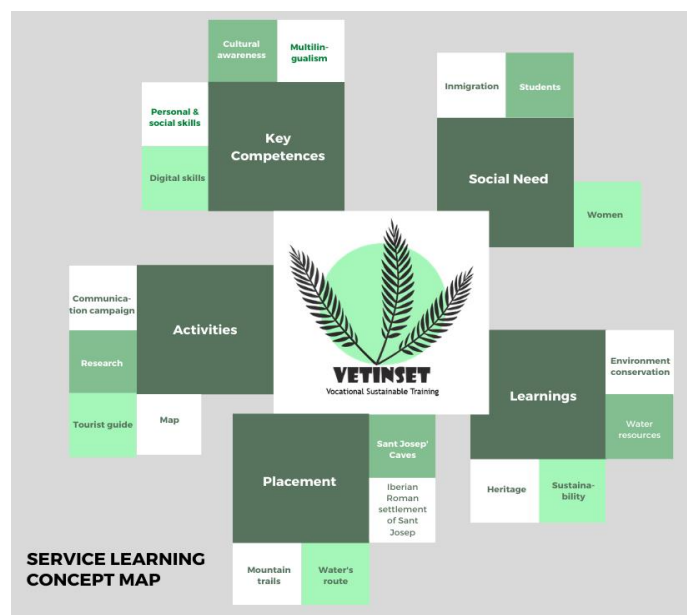 Cultural
awareness
Multilin-
gualism
Personal &
social skills
Digital skills
Key
Competences
Inmigration
Students
Social Need
Women
Communica-
tion campaign
Research
Tourist guide
Map
Activities
VETINSET
Vocational Sustainable Training
Learnings
Environment
conservation
Water
resources
Heritage
Sustaina-
bility
Placement
Sant Josep'
Caves
Iberian
Roman
settlement
of Sant
Josep
Mountain
trails
Water's
route
SERVICE LEARNING
CONCEPT MAP